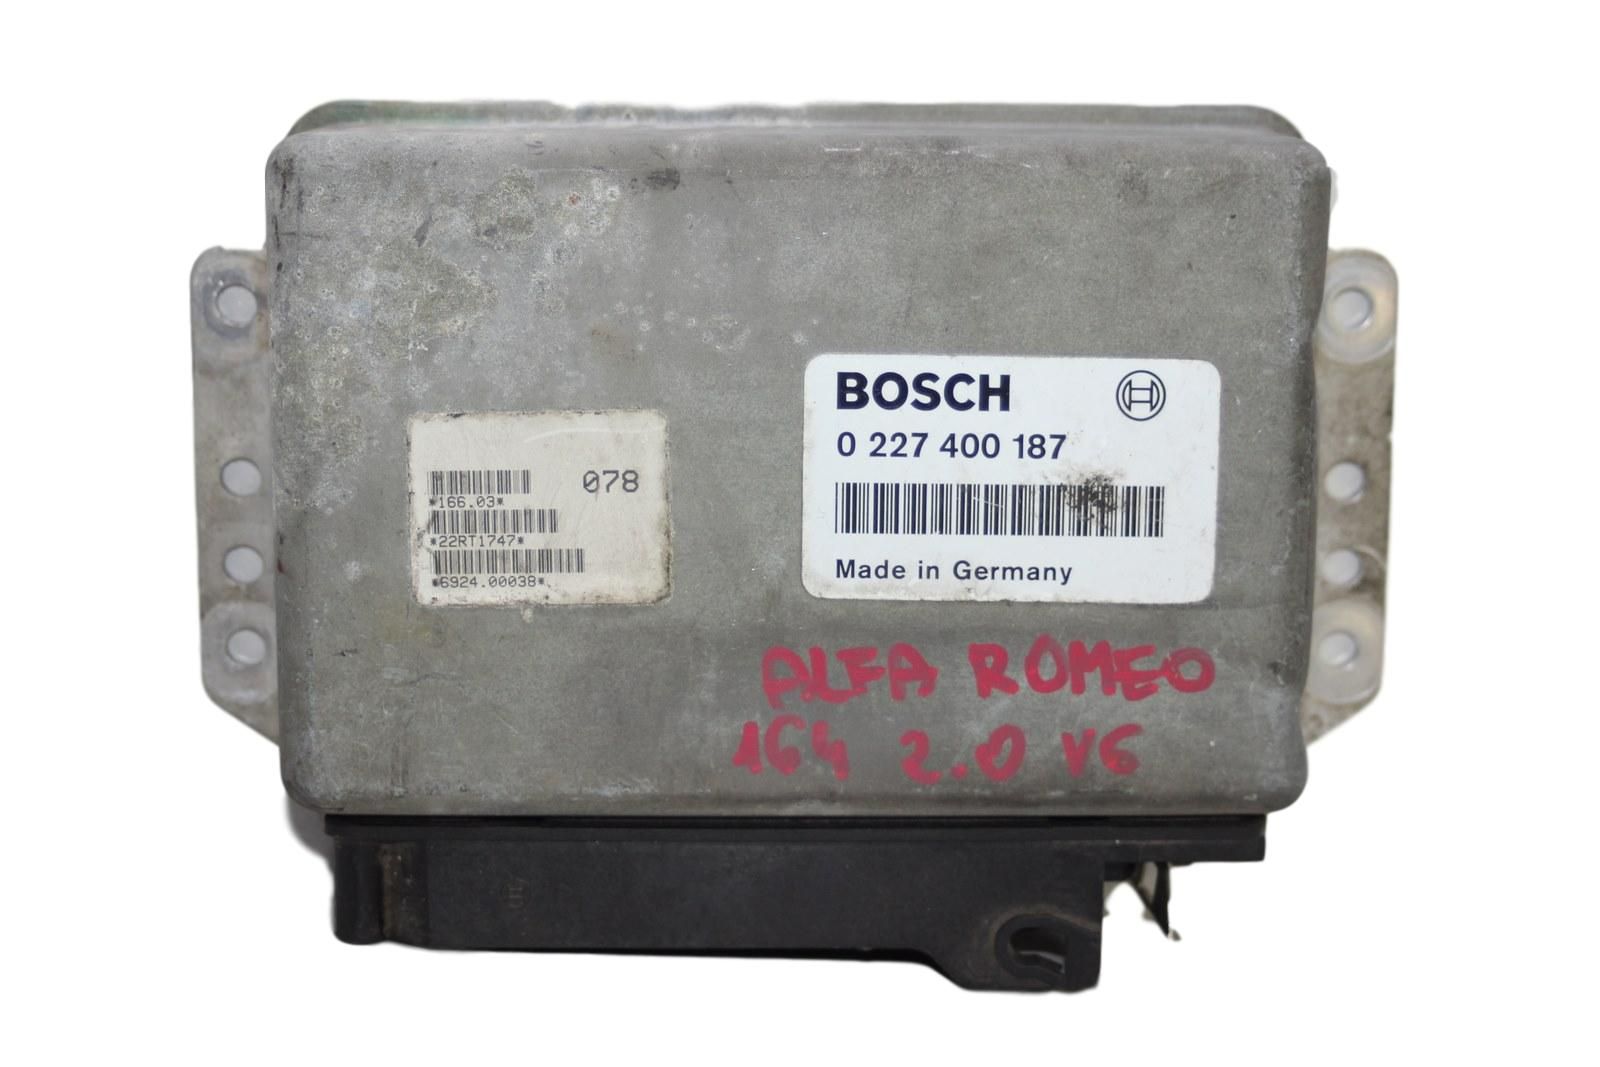 BOSCH
0 227 400 187
Made in Germany
078
*166.03*
*22RT1747*
*6924.00038*
ALFA ROMEO
164 2.0 V6